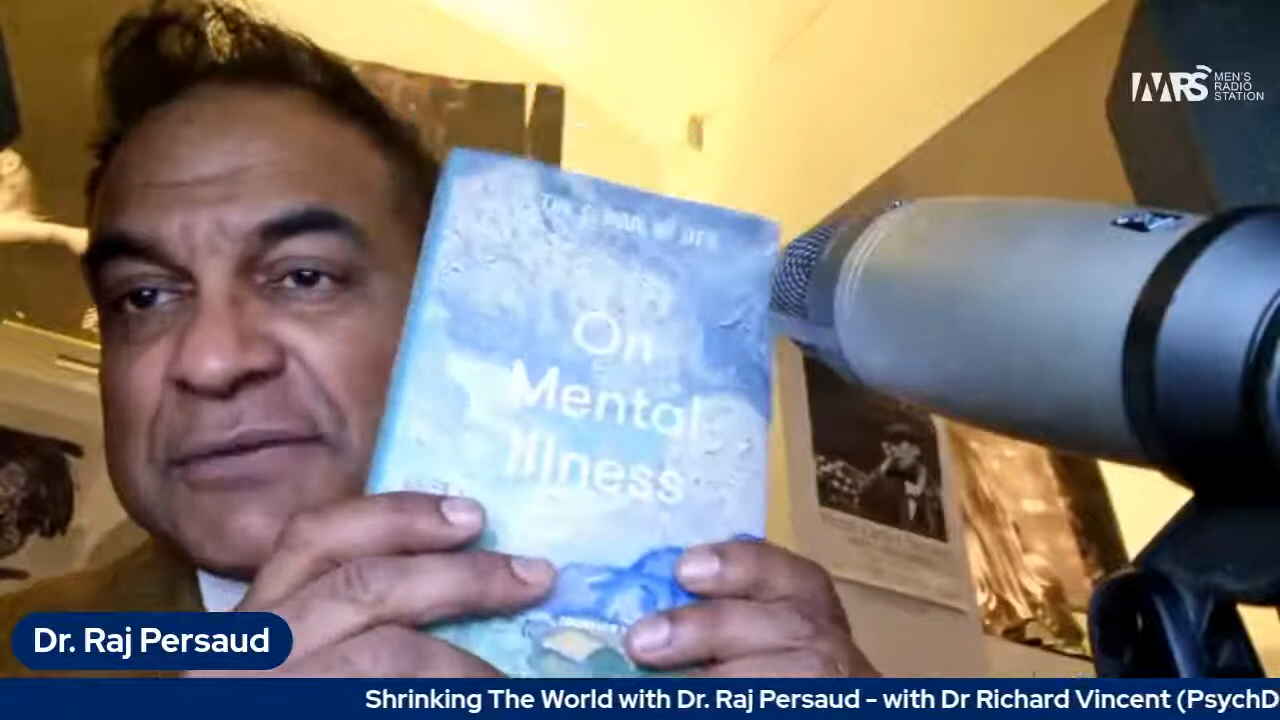 MRS MEN'S
RADIO
STATION
On
Mental
Illness
Dr. Raj Persaud
Shrinking The World with Dr. Raj Persaud - with Dr Richard Vincent (PsychD